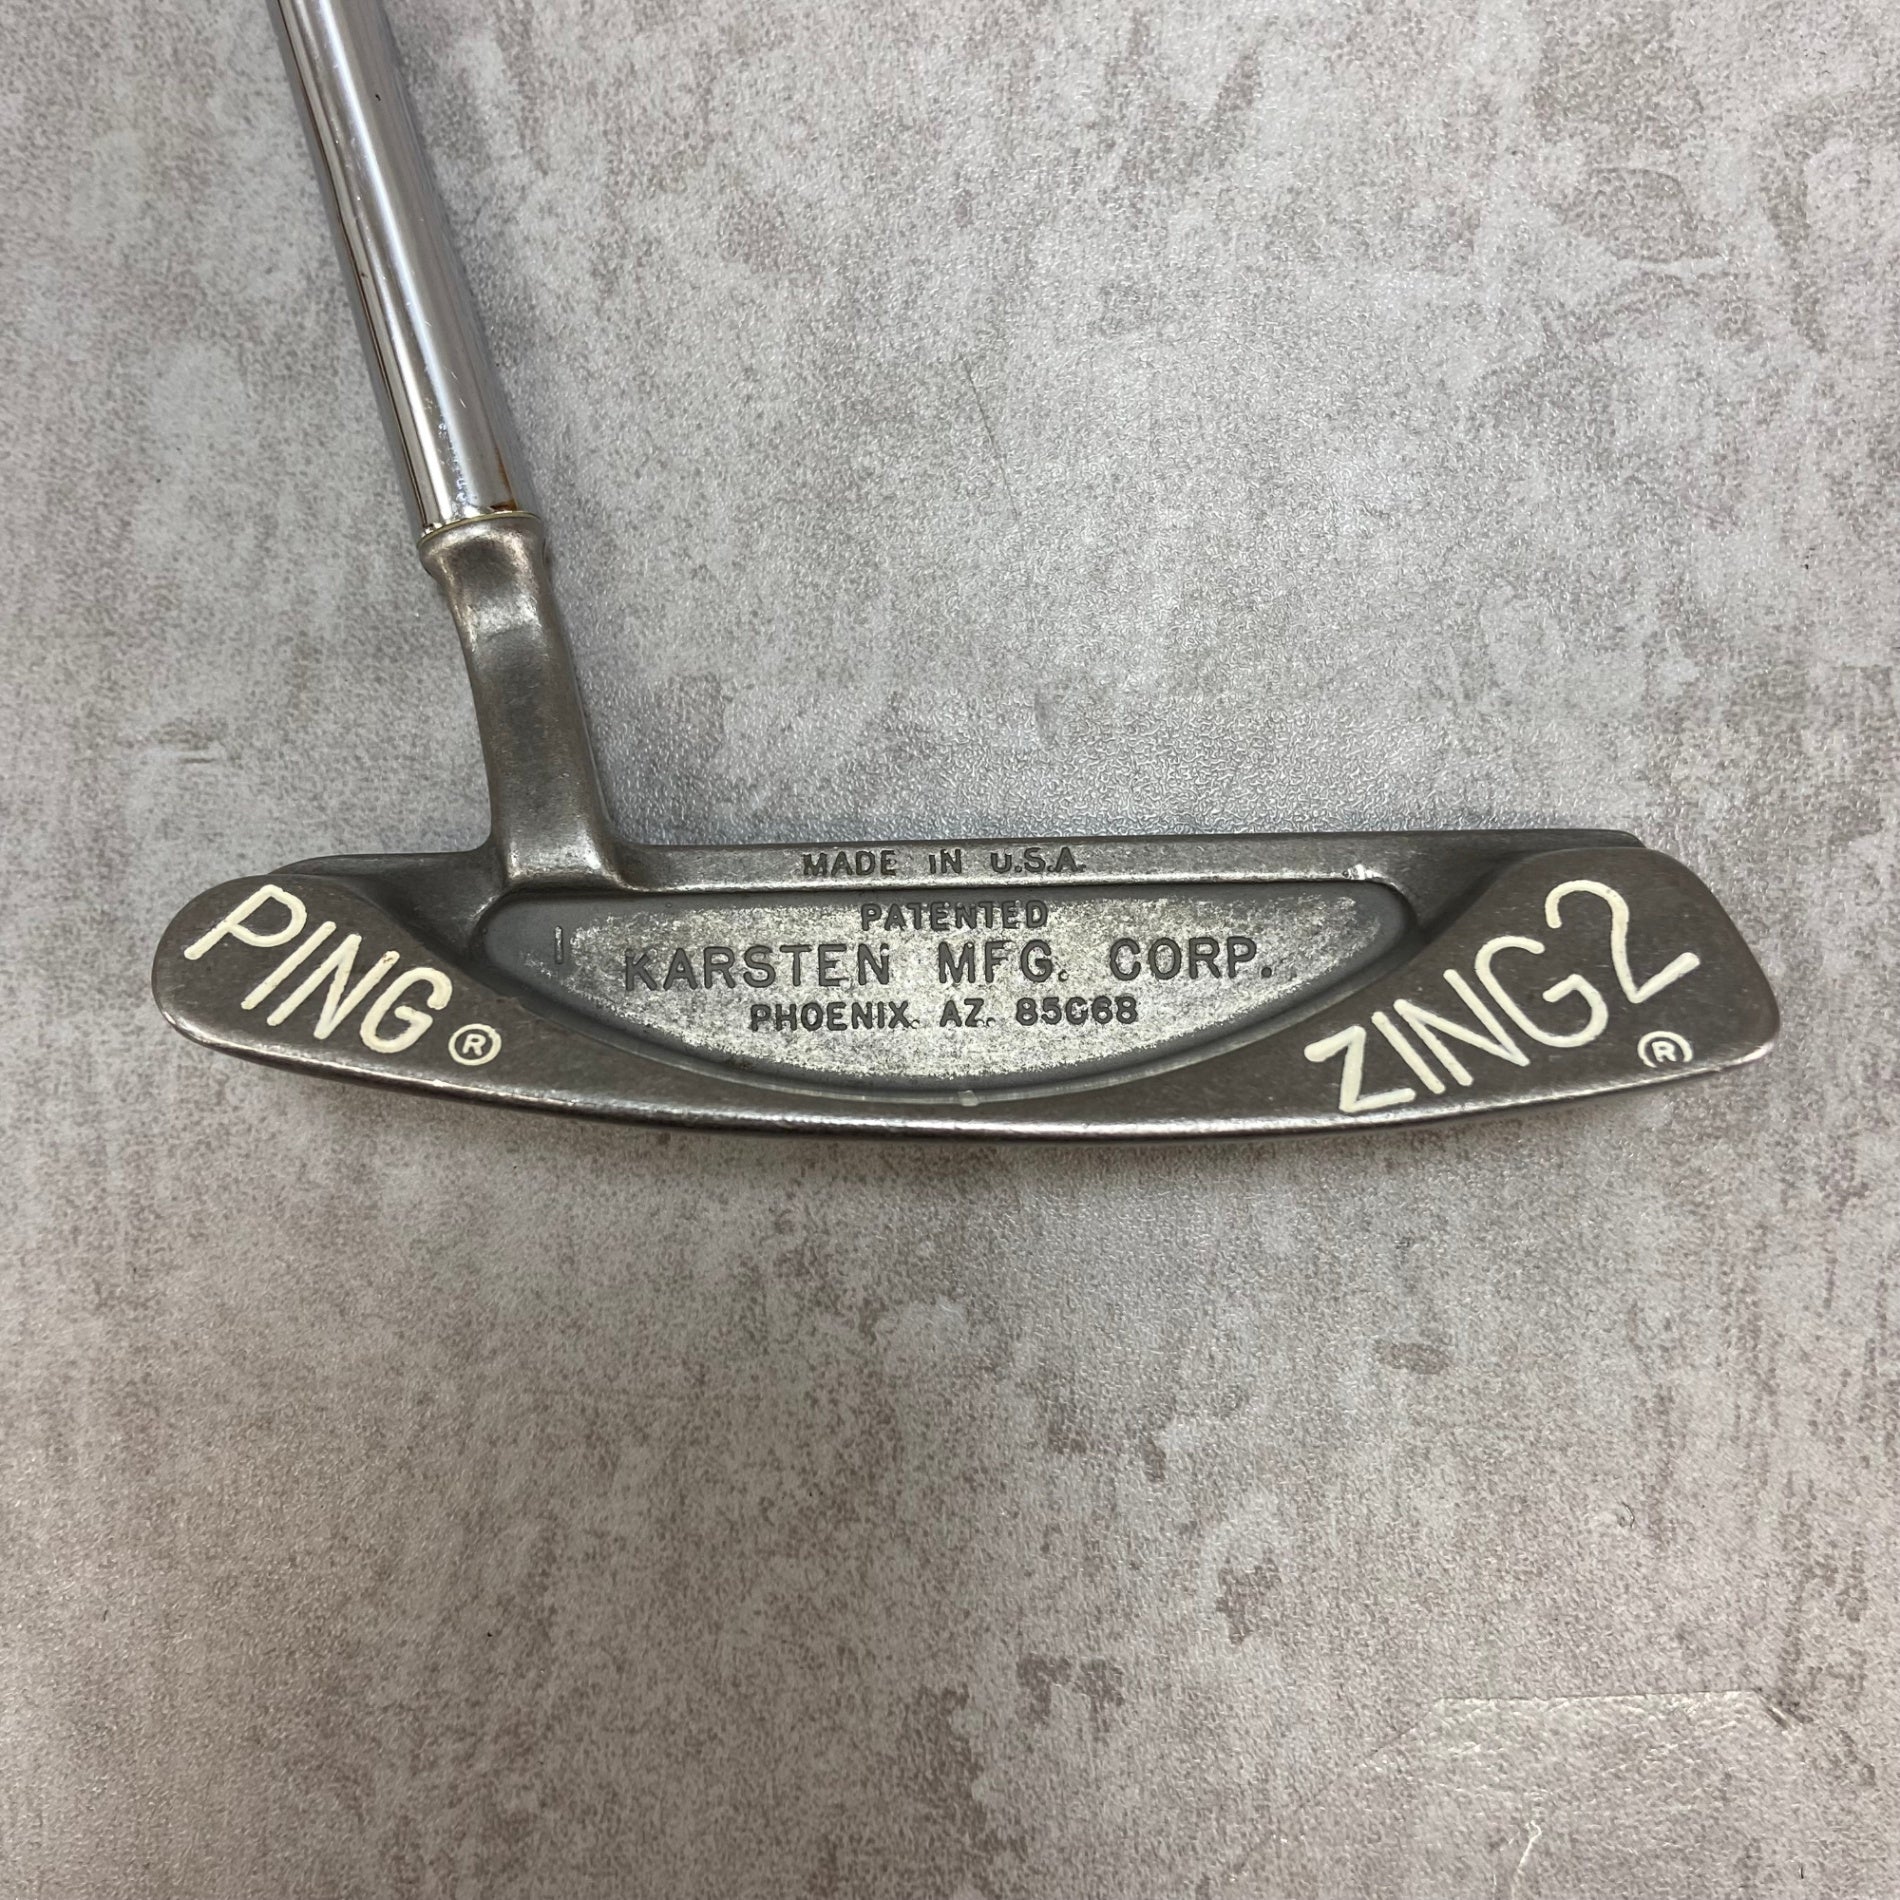 MADE IN U.S.A.
PATENTED
KARSTEN MFG. CORP.
PHOENIX. AZ. 85068
PING®
ZING2
®